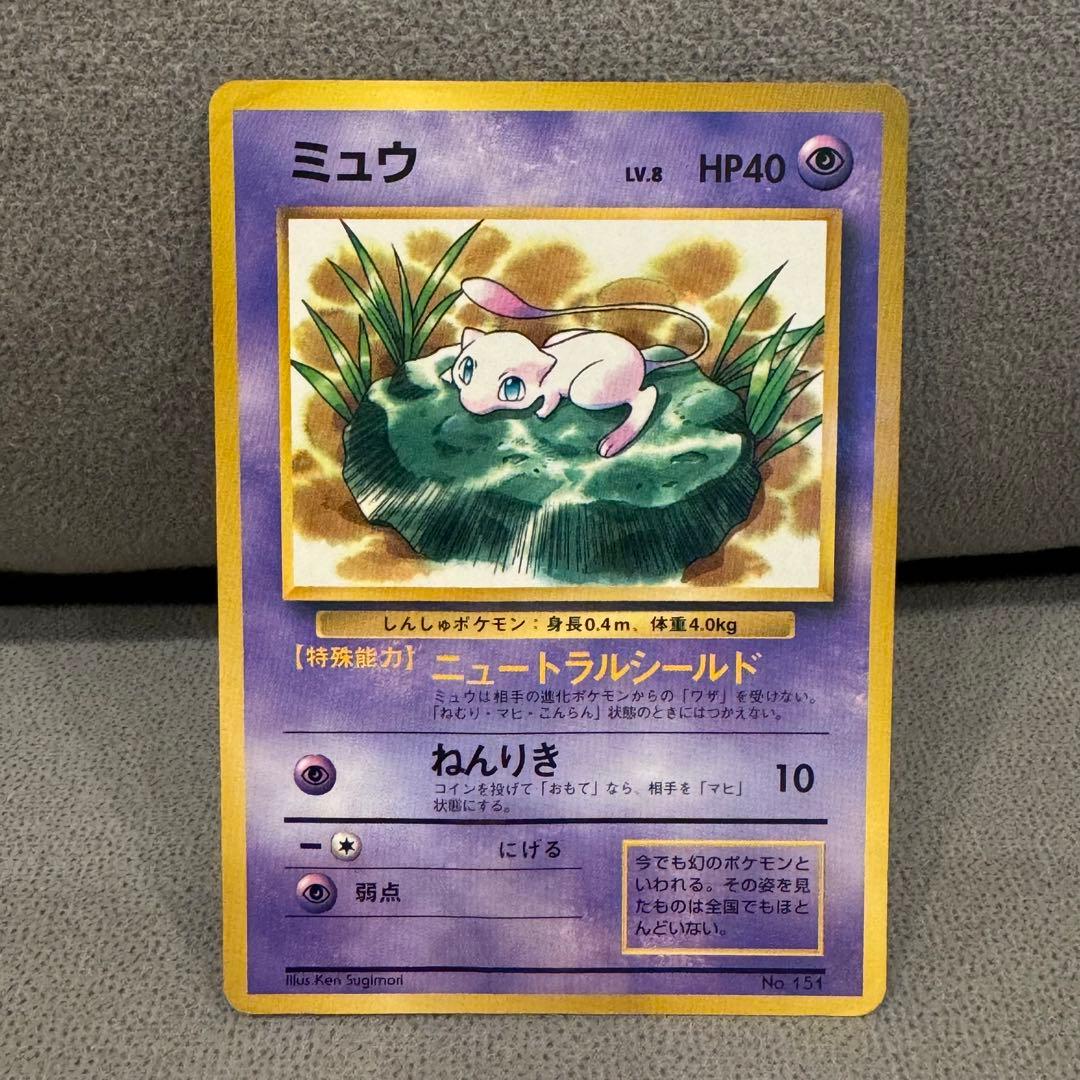 ミュウ LV.8 HP40
しんしゅポケモン：身長0.4m、体重4.0kg
【特殊能力】ニュートラルシールド
ミュウは相手の進化ポケモンからの「ワザ」を受けない。
「ねむり・マヒ・こんらん」状態のときにはつかえない。
ねんりき 10
コインを投げて「おもて」なら、相手を「マヒ」
状態にする。
にげる
弱点
今でも幻のポケモンと
いわれる。その姿を見
たものは全国でもほと
んどいない。
Illus.Ken Sugimori
No 151